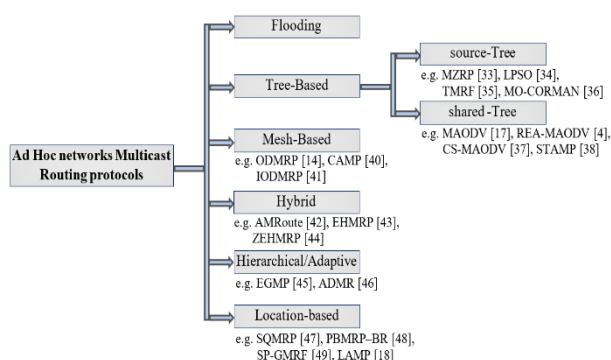 Flooding
source-Tree
Tree-Based
e.g. MZRP [33], LPSO [34],
TMRF [35], MO-CORMAN [36]
shared -Tree
e.g. MAODV [17], REA-MAODV [4],
CS-MAODV [37], STAMP [38]
Ad Hoc networks Multicast
Routing protocols
Mesh-Based
e.g. ODMRP [14], CAMP [40],
IODMRP [41]
Hybrid
e.g. AMRoute [42], EHMRP [43],
ZEHMRP [44]
Hierarchical/Adaptive
e.g. EGMP [45], ADMR [46]
Location-based
e.g. SQMRP [47], PBMRP–BR [48],
SP-GMRF [49], LAMP [18]